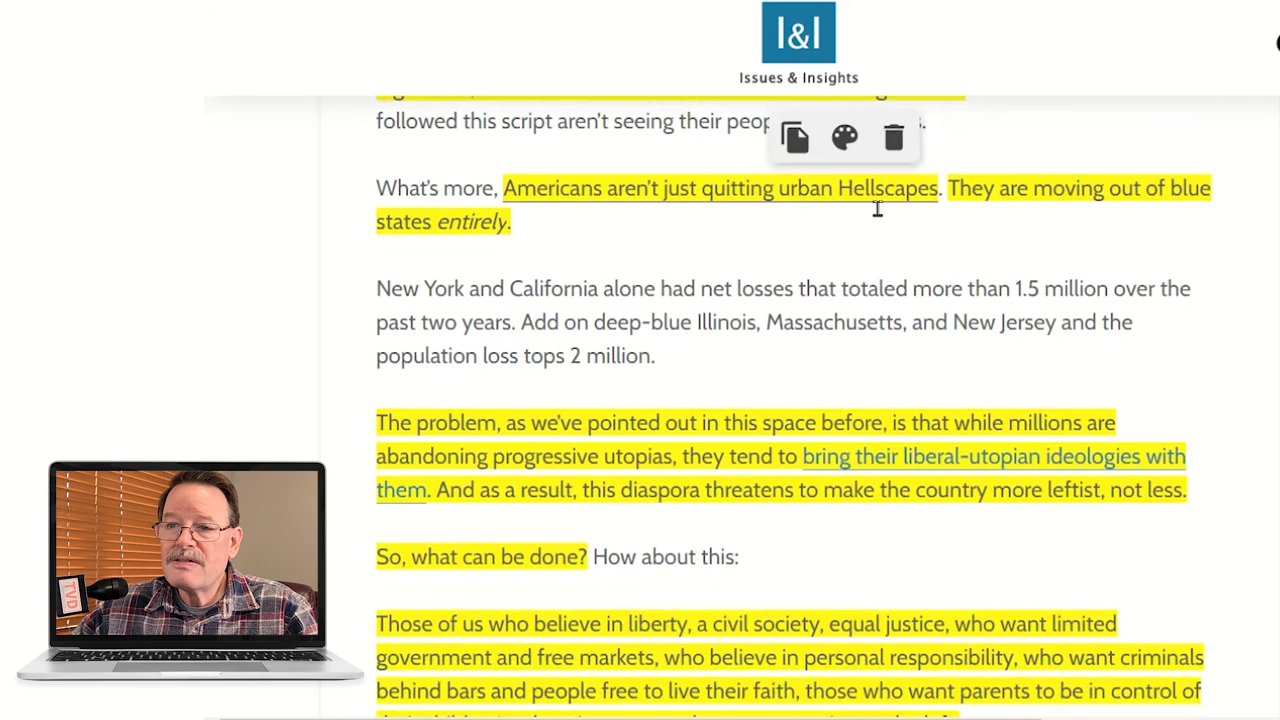 I&I
Issues & Insights
followed this script aren't seeing their
What's more, Americans aren't just quitting urban Hellscapes. They are moving out of blue
states entirely.
New York and California alone had net losses that totaled more than 1.5 million over the
past two years. Add on deep-blue Illinois, Massachusetts, and New Jersey and the
population loss tops 2 million.
The problem, as we've pointed out in this space before, is that while millions are
abandoning progressive utopias, they tend to bring their liberal-utopian ideologies with
them. And as a result, this diaspora threatens to make the country more leftist, not less.
So, what can be done? How about this:
Those of us who believe in liberty, a civil society, equal justice, who want limited
government and free markets, who believe in personal responsibility, who want criminals
behind bars and people free to live their faith, those who want parents to be in control of
TVD